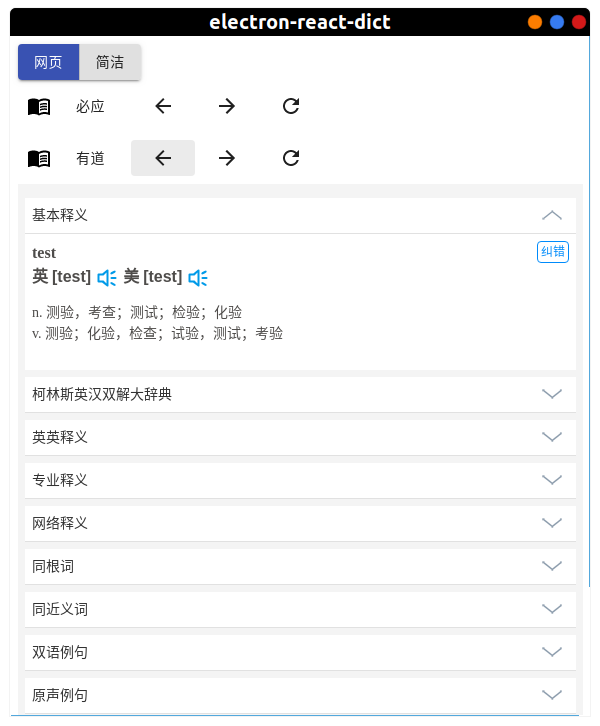 electron-react-dict
网页 简洁
必应
有道
基本释义
test 纠错
英 [test] 美 [test]
n. 测验，考查；测试；检验；化验
v. 测验；化验，检查；试验，测试；考验
柯林斯英汉双解大辞典
英英释义
专业释义
网络释义
同根词
同近义词
双语例句
原声例句